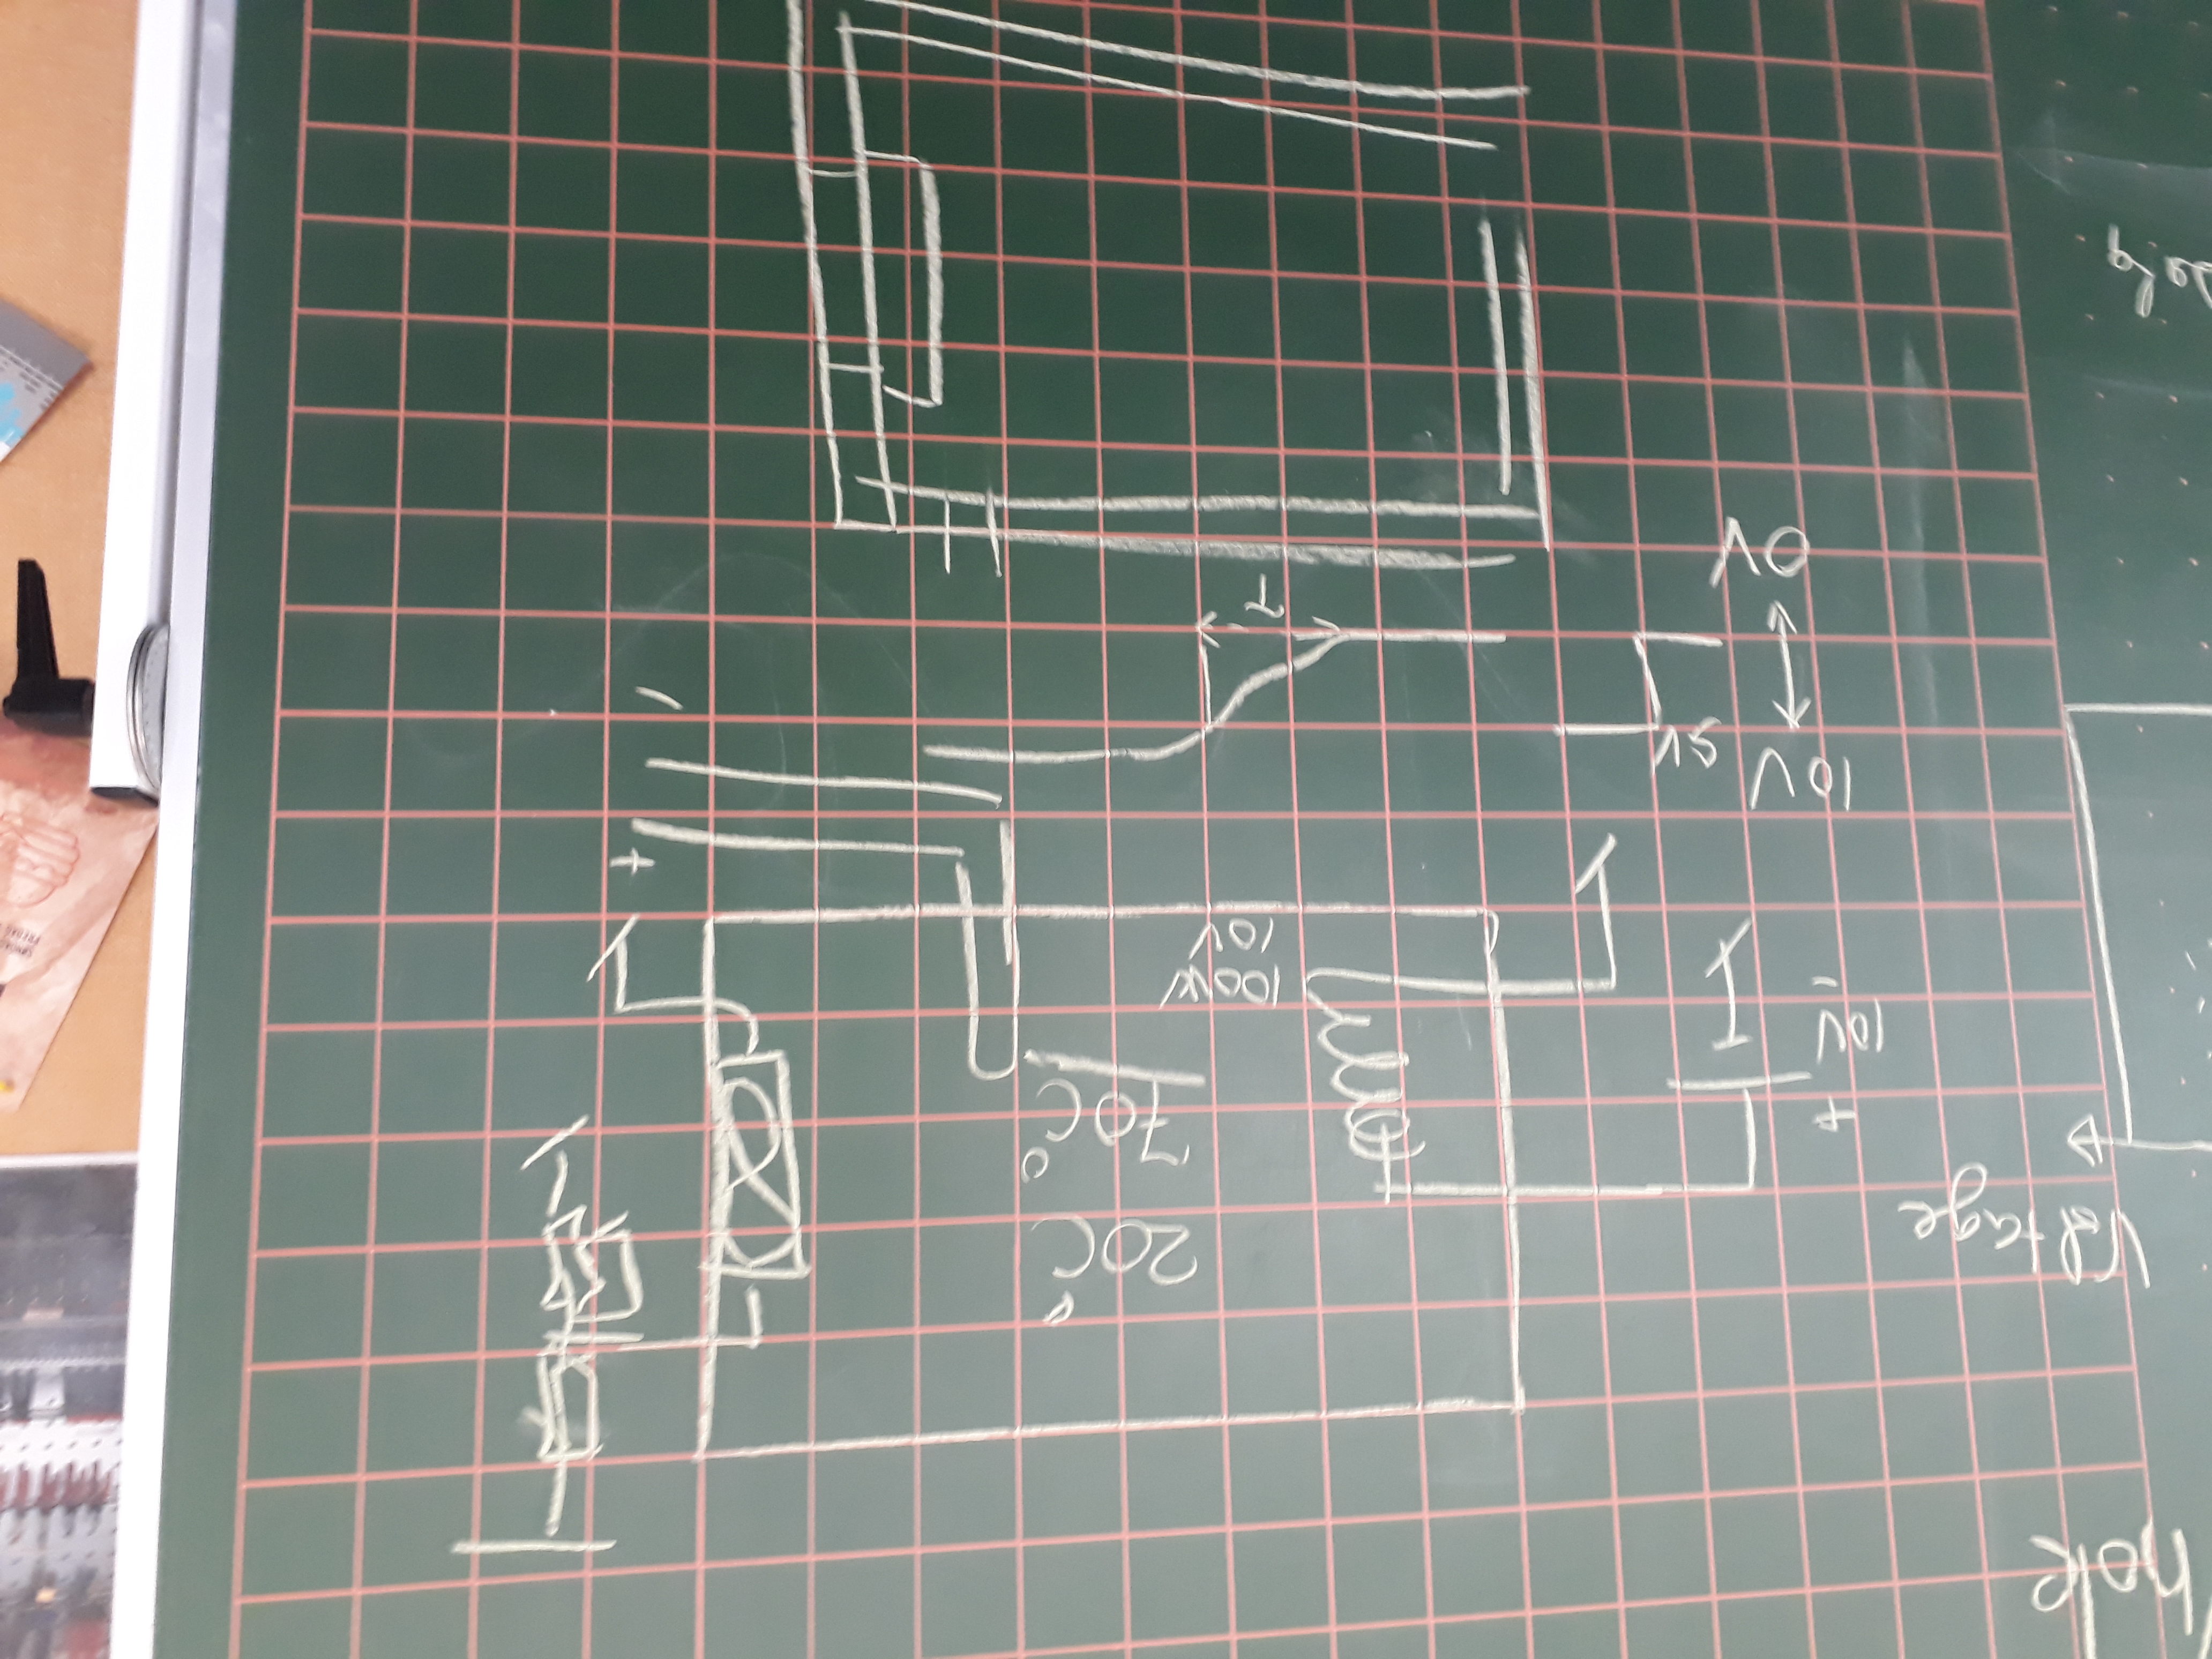 hole
Voltage
20C°
70C°
+
10V
-
100W
10V
+
10V
5V
-
τ
0V